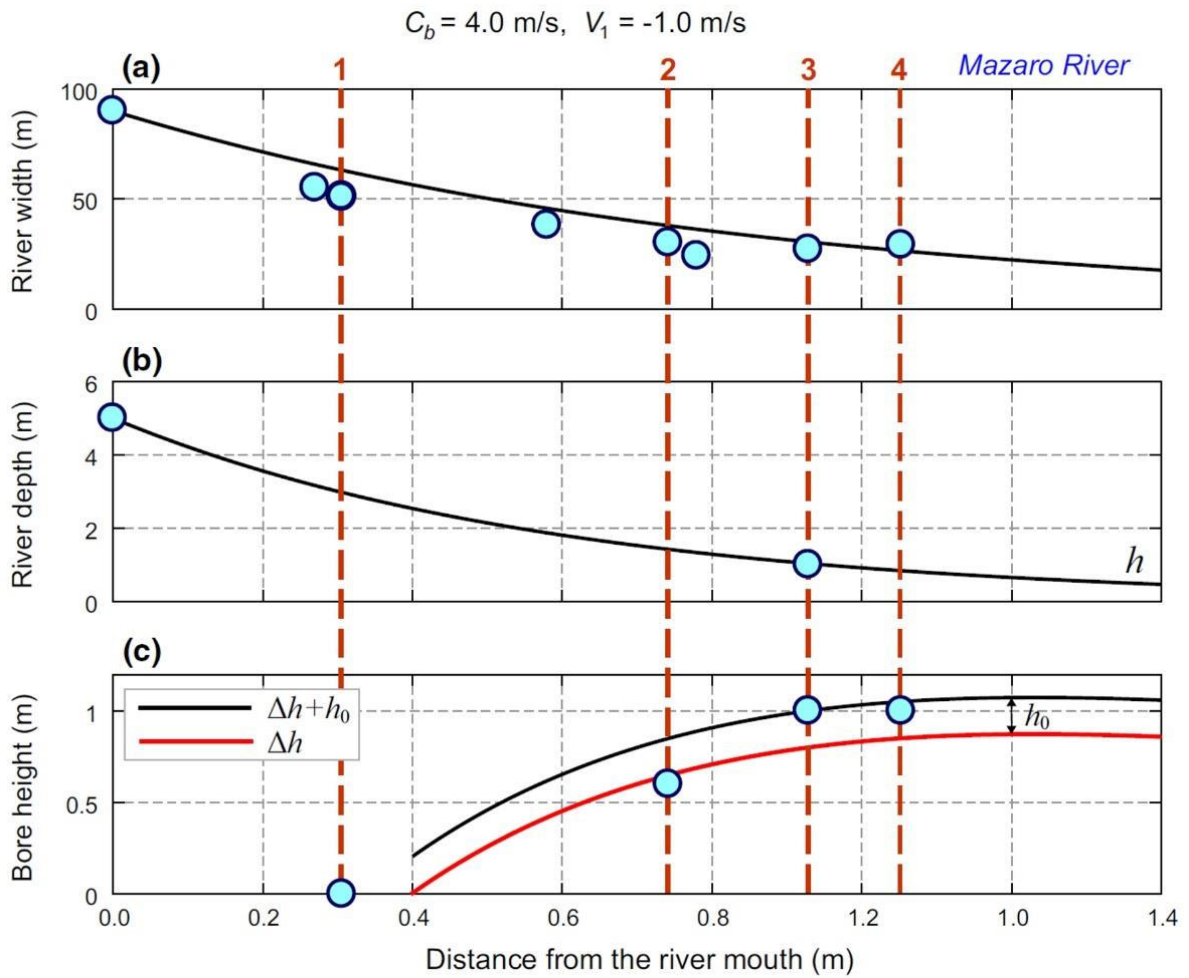 C_b = 4.0 m/s, V_1 = -1.0 m/s
(a)
1
2
3
4
Mazaro River
River width (m)
100
50
0
(b)
River depth (m)
6
4
2
0
h
(c)
Bore height (m)
1
0.5
0
Δh+h_0
Δh
h_0
0.0 0.2 0.4 0.6 0.8 1.2 1.0 1.4
Distance from the river mouth (m)